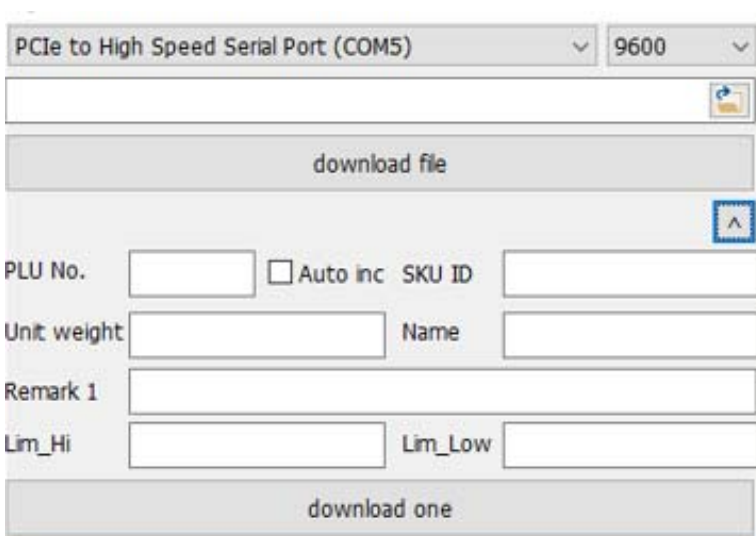 PCIe to High Speed Serial Port (COM5) 9600
download file
^
PLU No. Auto inc SKU ID
Unit weight Name
Remark 1
Lim_Hi Lim_Low
download one